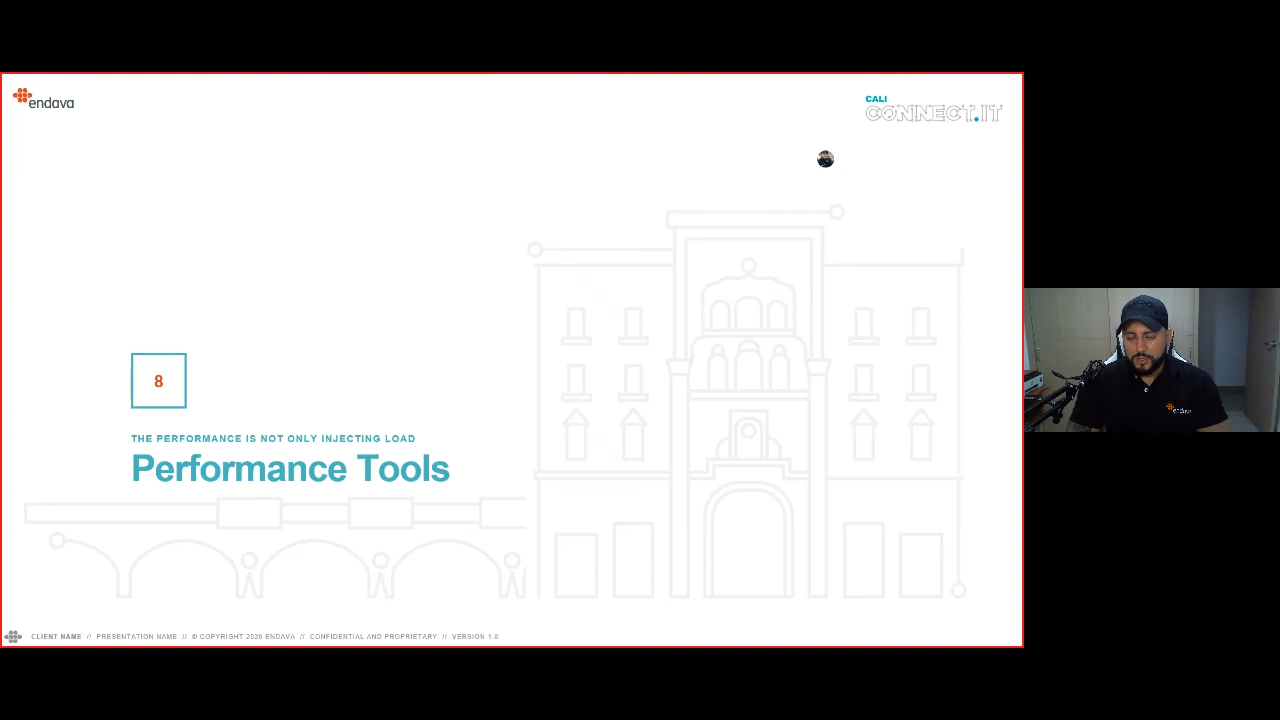 endava
CALI
CONNECT.IT
8
THE PERFORMANCE IS NOT ONLY INJECTING LOAD
Performance Tools
CLIENT NAME // PRESENTATION NAME // © COPYRIGHT 2020 ENDAVA // CONFIDENTIAL AND PROPRIETARY // VERSION 1.0
endava